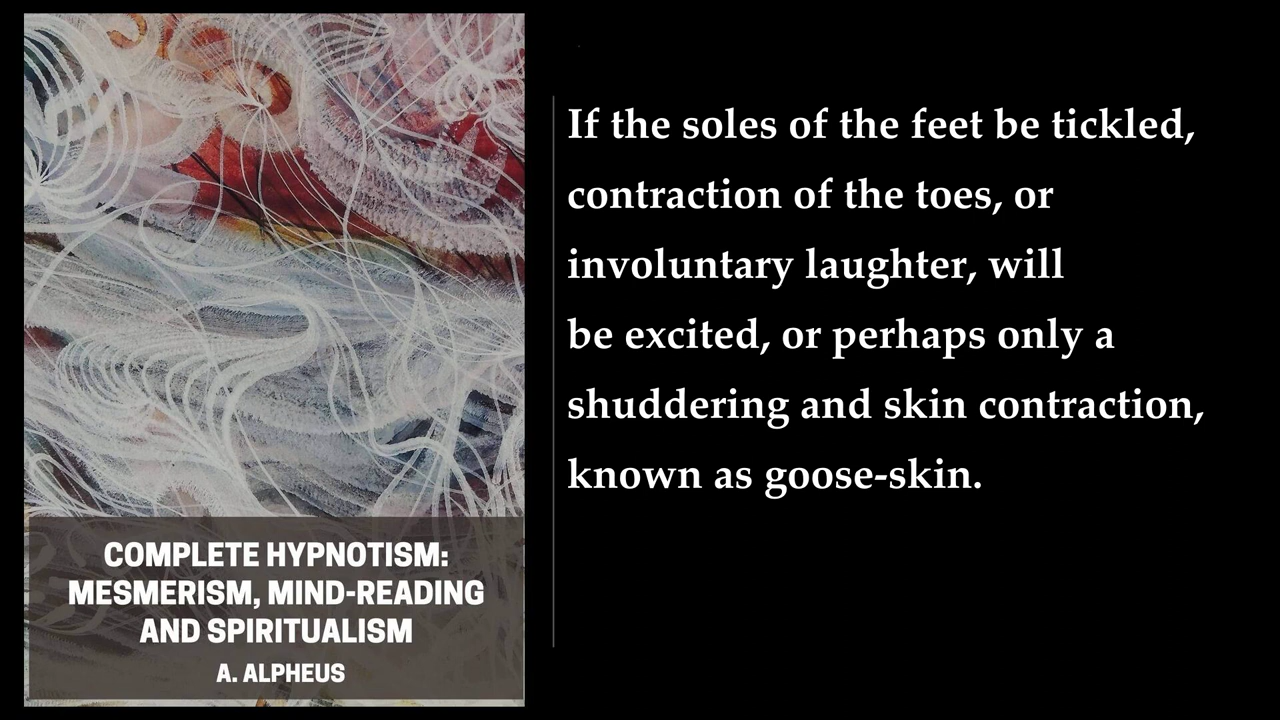 If the soles of the feet be tickled,
contraction of the toes, or
involuntary laughter, will
be excited, or perhaps only a
shuddering and skin contraction,
known as goose-skin.
COMPLETE HYPNOTISM:
MESMERISM, MIND-READING
AND SPIRITUALISM
A. ALPHEUS